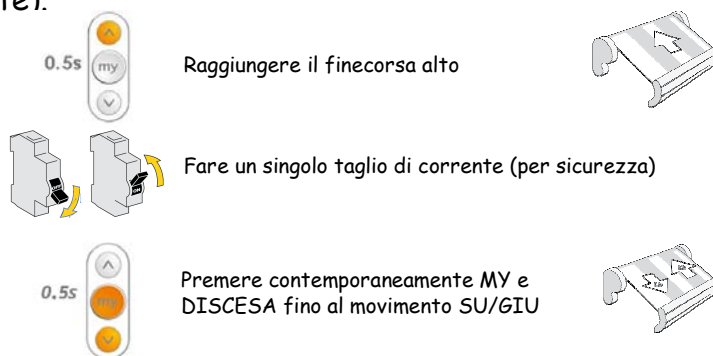 te).
0.5s
my
Raggiungere il finecorsa alto
Fare un singolo taglio di corrente (per sicurezza)
0.5s
my
Premere contemporaneamente MY e
DISCESA fino al movimento SU/GIU